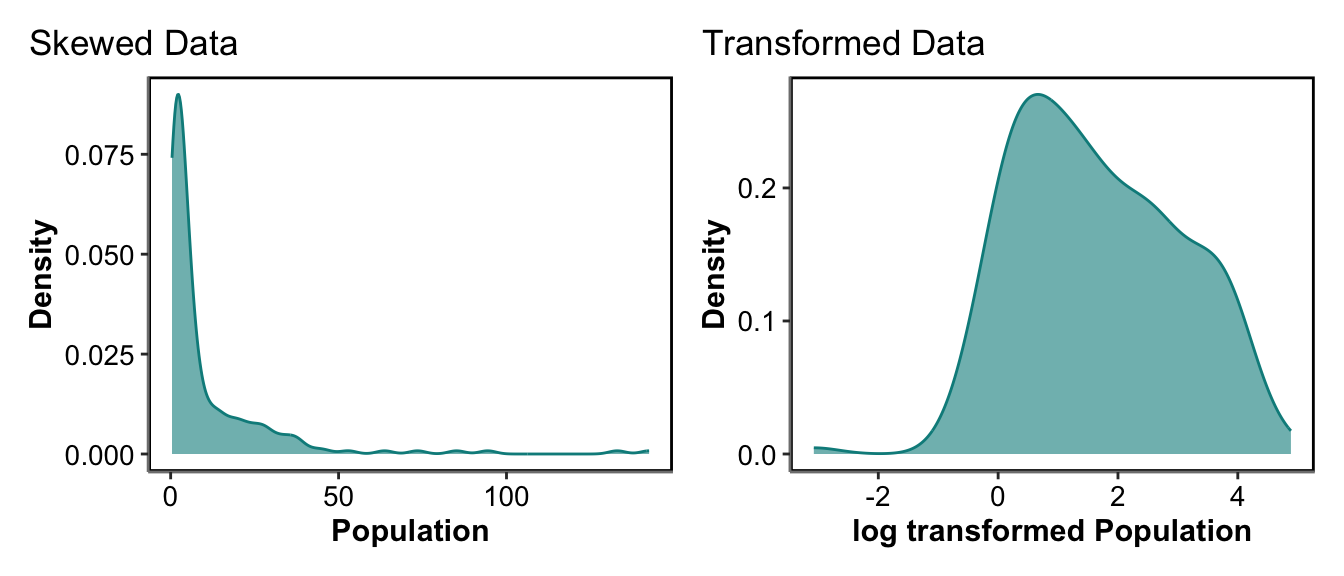 Skewed Data
Density
0.075
0.050
0.025
0.000
0 50 100
Population
Transformed Data
Density
0.2
0.1
0.0
-2 0 2 4
log transformed Population